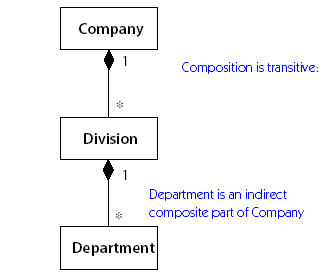 Company
1
Composition is transitive:
*
Division
1
Department is an indirect
composite part of Company
*
Department